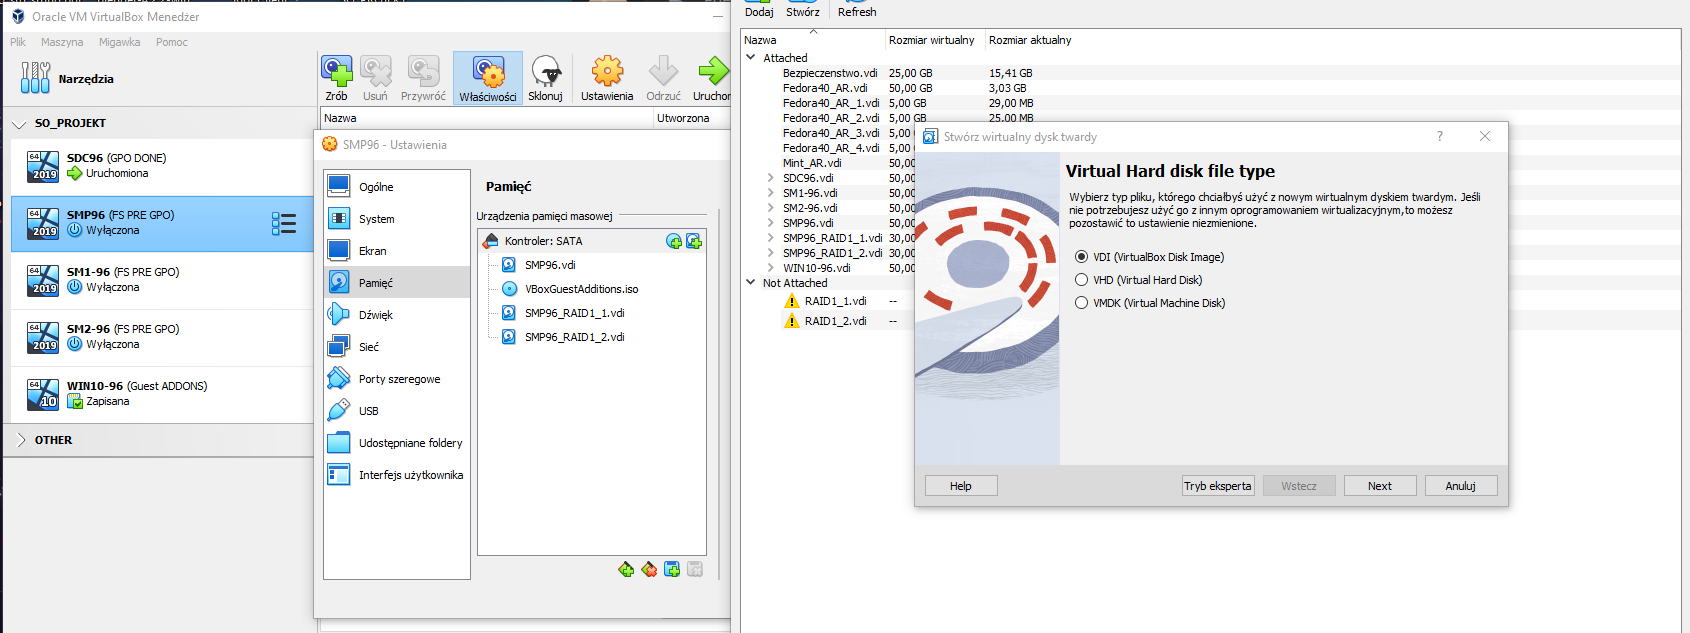 Oracle VM VirtualBox Menedżer
Plik Maszyna Migawka Pomoc
Narzędzia
Zrób Usuń Przywróć Właściwości Sklonuj Ustawienia Odrzuć
Nazwa Utworzona
SO_PROJEKT
SDC96 (GPO DONE)
Uruchomiona
SMP96 (FS PRE GPO)
Wyłączona
SM1-96 (FS PRE GPO)
Wyłączona
SM2-96 (FS PRE GPO)
Wyłączona
WIN10-96 (Guest ADDONS)
Zapisana
OTHER
64 2019
64 2019
64 2019
64 2019
64 10
SMP96 - Ustawienia
Ogólne
System
Ekran
Pamięć
Dźwięk
Sieć
Porty szeregowe
USB
Udostępniane foldery
Interfejs użytkownika
Pamięć
Urządzenia pamięci masowej
Kontroler: SATA
SMP96.vdi
VBoxGuestAdditions.iso
SMP96_RAID1_1.vdi
SMP96_RAID1_2.vdi
Dodaj Stwórz Refresh
Nazwa Rozmiar wirtualny Rozmiar aktualny
Attached
Bezpieczenstwo.vdi 25,00 GB 15,41 GB
Fedora40_AR.vdi 50,00 GB 3,03 GB
Fedora40_AR_1.vdi 5,00 GB 29,00 MB
Fedora40_AR_2.vdi 5,00 GB 25,00 MB
Fedora40_AR_3.vdi 5,00
Fedora40_AR_4.vdi 5,00
Mint_AR.vdi 50,00
SDC96.vdi 50,00
SM1-96.vdi 50,00
SM2-96.vdi 50,00
SMP96.vdi 50,00
SMP96_RAID1_1.vdi 30,00
SMP96_RAID1_2.vdi 30,00
WIN10-96.vdi 50,00
Not Attached
RAID1_1.vdi --
RAID1_2.vdi --
Stwórz wirtualny dysk twardy
?
Virtual Hard disk file type
Wybierz typ pliku, którego chciałbyś użyć z nowym wirtualnym dyskiem twardym. Jeśli
nie potrzebujesz użyć go z innym oprogramowaniem wirtualizacyjnym,to możesz
pozostawić to ustawienie niezmienione.
VDI (VirtualBox Disk Image)
VHD (Virtual Hard Disk)
VMDK (Virtual Machine Disk)
Help Tryb eksperta Wstecz Next Anuluj